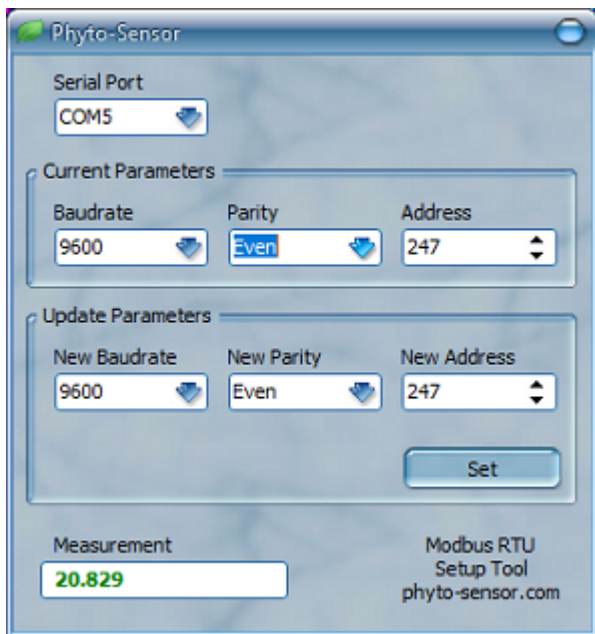 Phyto-Sensor
Serial Port
COM5
Current Parameters
Baudrate Parity Address
9600 Even 247
Update Parameters
New Baudrate New Parity New Address
9600 Even 247
Set
Measurement
20.829
Modbus RTU
Setup Tool
phyto-sensor.com